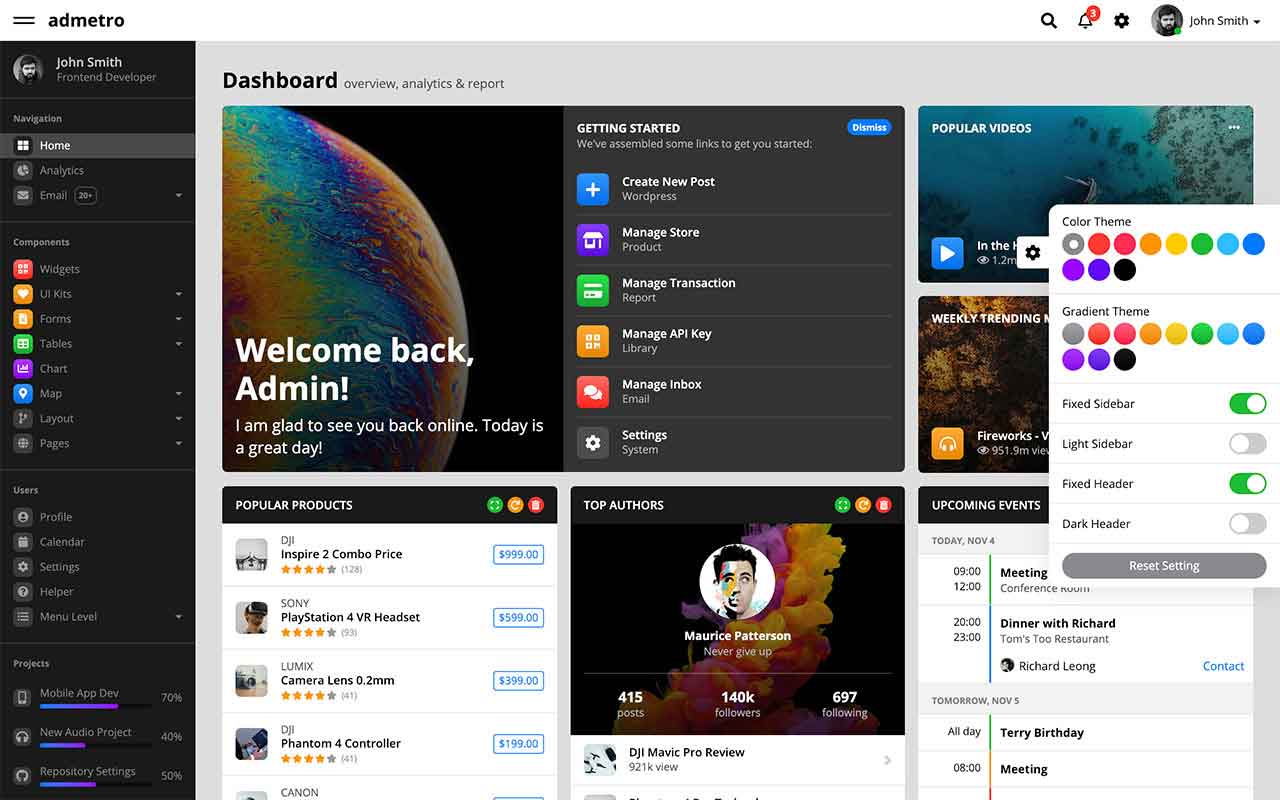 admetro
3
John Smith
John Smith
Frontend Developer
Navigation
Home
Analytics
Email 20+
Components
Widgets
UI Kits
Forms
Tables
Chart
Map
Layout
Pages
Users
Profile
Calendar
Settings
Helper
Menu Level
Projects
Mobile App Dev 70%
New Audio Project 40%
Repository Settings 50%
Dashboard overview, analytics & report
Welcome back,
Admin!
I am glad to see you back online. Today is
a great day!
GETTING STARTED
Dismiss
We've assembled some links to get you started:
Create New Post
Wordpress
Manage Store
Product
Manage Transaction
Report
Manage API Key
Library
Manage Inbox
Email
Settings
System
POPULAR VIDEOS
In the
1.2m
WEEKLY TRENDING
Fireworks -
951.9m
Color Theme
Gradient Theme
Fixed Sidebar
Light Sidebar
Fixed Header
Dark Header
Reset Setting
POPULAR PRODUCTS
DJI
Inspire 2 Combo Price
(128)
$999.00
SONY
PlayStation 4 VR Headset
(93)
$599.00
LUMIX
Camera Lens 0.2mm
(41)
$399.00
DJI
Phantom 4 Controller
(41)
$199.00
CANON
TOP AUTHORS
Maurice Patterson
Never give up
415 140k 697
posts followers following
DJI Mavic Pro Review
921k view
UPCOMING EVENTS
TODAY, NOV 4
09:00 Meeting
12:00 Conference Room
20:00 Dinner with Richard
23:00 Tom's Too Restaurant
Richard Leong Contact
TOMORROW, NOV 5
All day Terry Birthday
08:00 Meeting